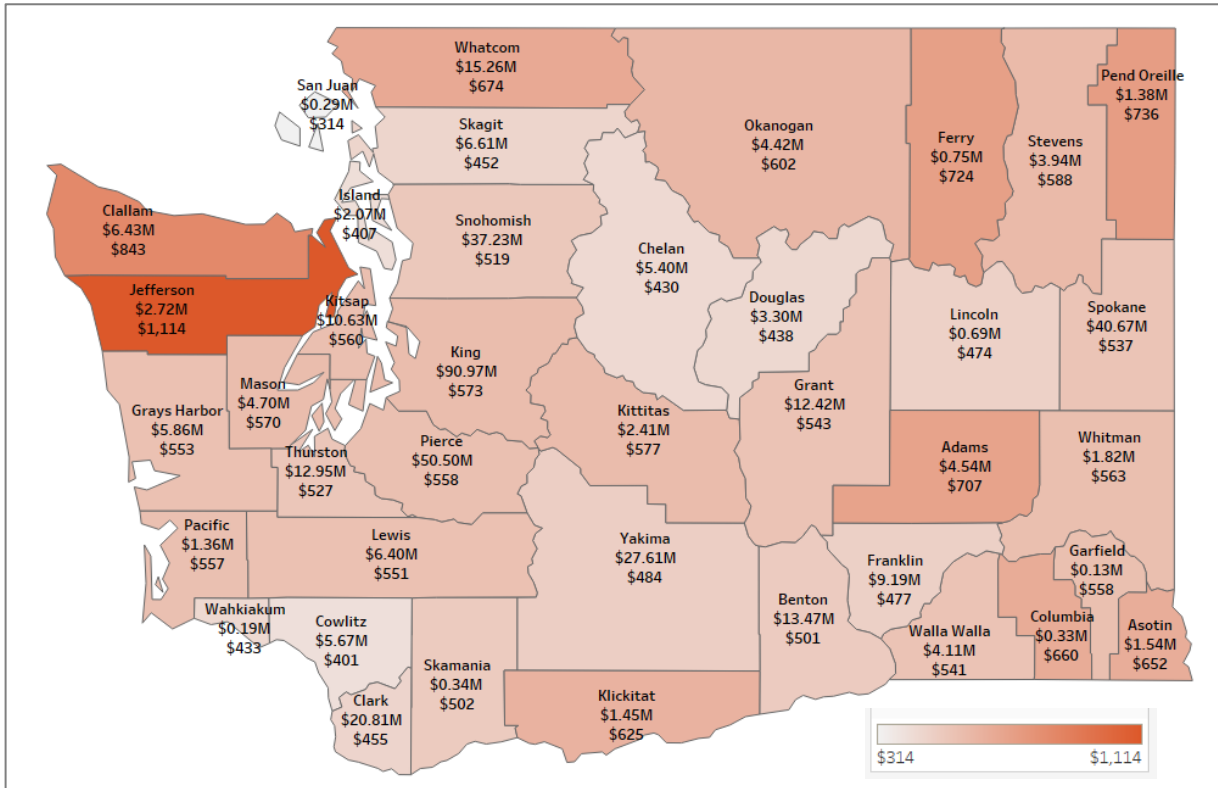 Whatcom
$15.26M
$674
San Juan
$0.29M
$314
Skagit
$6.61M
$452
Okanogan
$4.42M
$602
Ferry
$0.75M
$724
Stevens
$3.94M
$588
Pend Oreille
$1.38M
$736
Island
$2.07M
$407
Clallam
$6.43M
$843
Snohomish
$37.23M
$519
Chelan
$5.40M
$430
Douglas
$3.30M
$438
Lincoln
$0.69M
$474
Spokane
$40.67M
$537
Jefferson
$2.72M
$1,114
Kitsap
$10.63M
$560
King
$90.97M
$573
Mason
$4.70M
$570
Grays Harbor
$5.86M
$553
Kittitas
$2.41M
$577
Grant
$12.42M
$543
Thurston
$12.95M
$527
Pierce
$50.50M
$558
Adams
$4.54M
$707
Whitman
$1.82M
$563
Pacific
$1.36M
$557
Lewis
$6.40M
$551
Yakima
$27.61M
$484
Franklin
$9.19M
$477
Garfield
$0.13M
$558
Wahkiakum
$0.19M
$433
Cowlitz
$5.67M
$401
Benton
$13.47M
$501
Walla Walla
$4.11M
$541
Columbia
$0.33M
$660
Asotin
$1.54M
$652
Skamania
$0.34M
$502
Clark
$20.81M
$455
Klickitat
$1.45M
$625
$314
$1,114